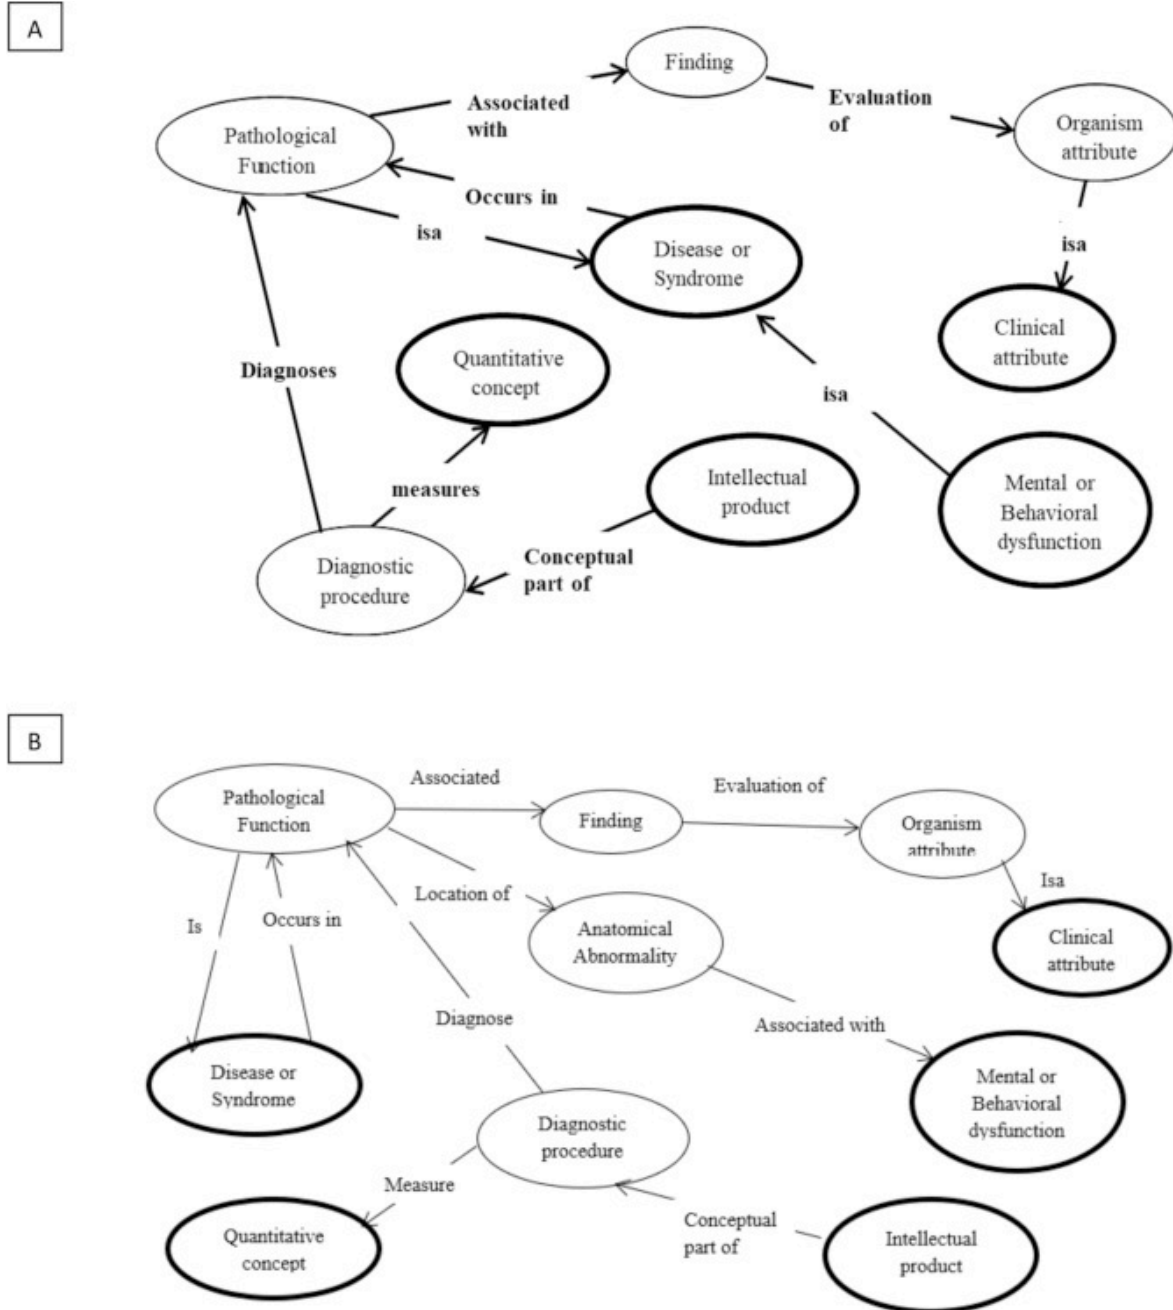 A
Finding
Associated
with
Evaluation
of
Organism
attribute
Pathological
Function
Occurs in
isa
Disease or
Syndrome
isa
Clinical
attribute
Quantitative
concept
Diagnoses
isa
measures
Intellectual
product
Mental or
Behavioral
dysfunction
Conceptual
part of
Diagnostic
procedure
B
Pathological
Function
Associated
Finding
Evaluation of
Organism
attribute
Isa
Location of
Is
Occurs in
Anatomical
Abnormality
Clinical
attribute
Diagnose
Associated with
Disease or
Syndrome
Mental or
Behavioral
dysfunction
Diagnostic
procedure
Measure
Quantitative
concept
Conceptual
part of
Intellectual
product